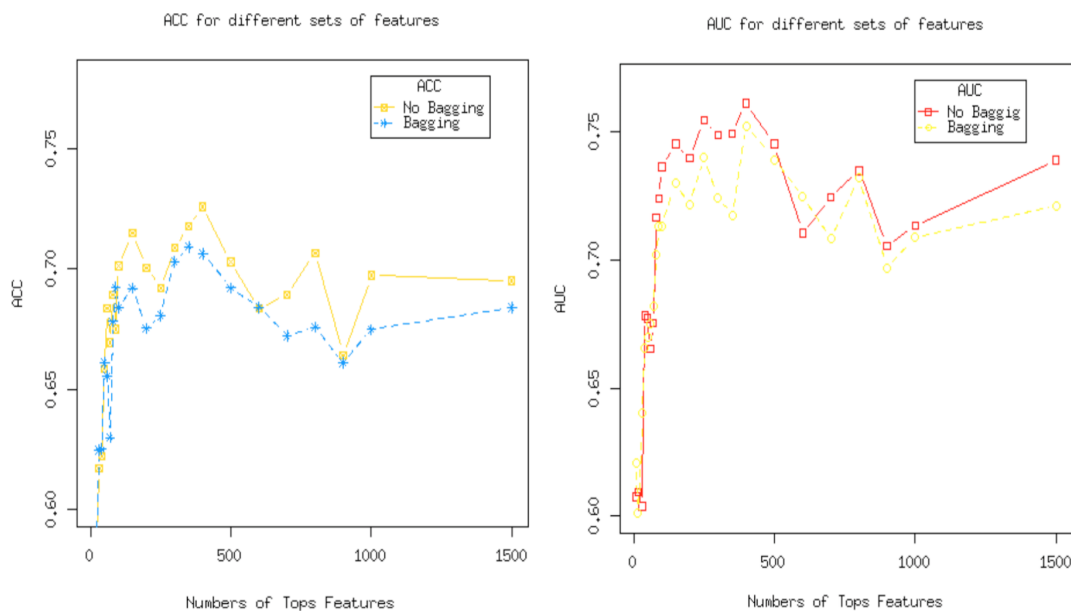 ACC for different sets of features
ACC
No Bagging
Bagging
0.75
0.70
0.65
0.60
ACC
0
500
1000
1500
Numbers of Tops Features
AUC for different sets of features
AUC
No Baggig
Bagging
0.75
0.70
0.65
0.60
AUC
0
500
1000
1500
Numbers of Tops Features